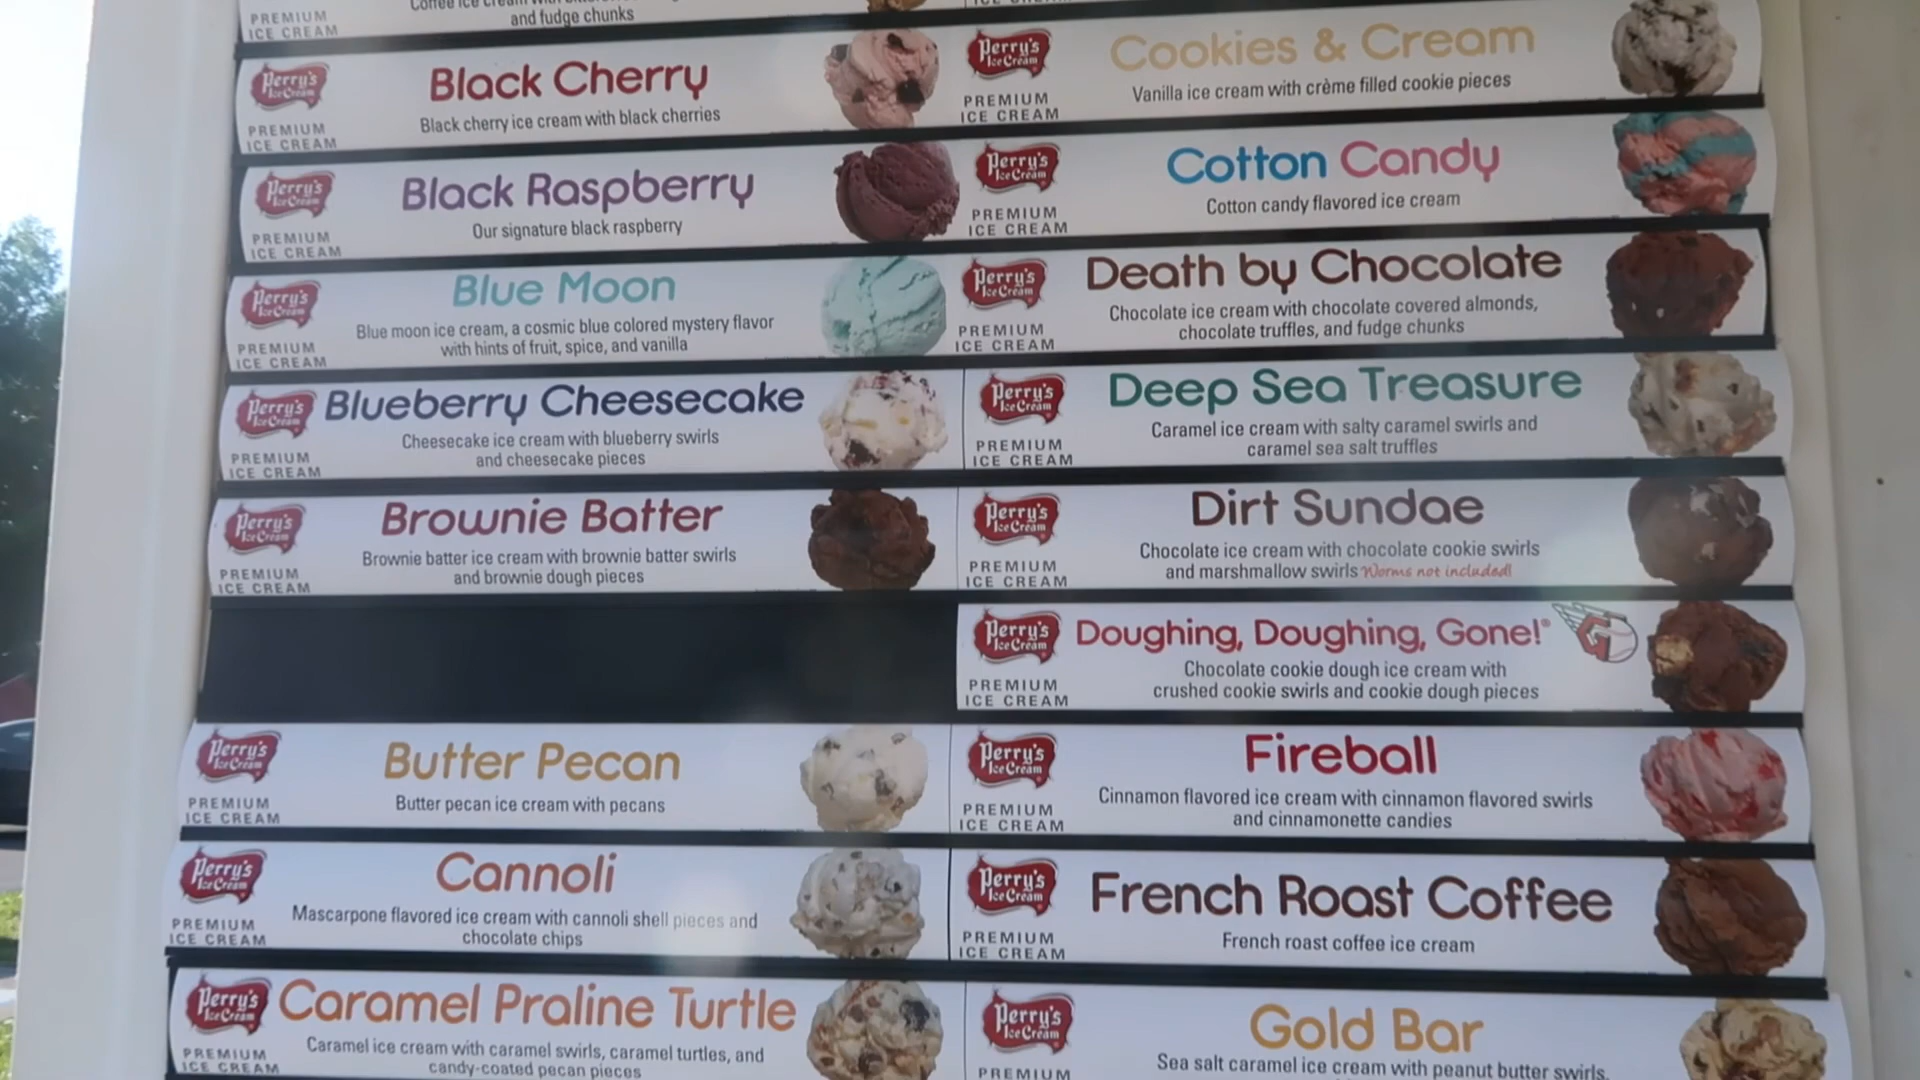 PREMIUM
ICE CREAM
and fudge chunks
Perry's
Ice Cream
PREMIUM
ICE CREAM
Black Cherry
Black cherry ice cream with black cherries
Perry's
Ice Cream
PREMIUM
ICE CREAM
Black Raspberry
Our signature black raspberry
Perry's
Ice Cream
PREMIUM
ICE CREAM
Blue Moon
Blue moon ice cream, a cosmic blue colored mystery flavor
with hints of fruit, spice, and vanilla
Perry's
Ice Cream
PREMIUM
ICE CREAM
Blueberry Cheesecake
Cheesecake ice cream with blueberry swirls
and cheesecake pieces
Perry's
Ice Cream
PREMIUM
ICE CREAM
Brownie Batter
Brownie batter ice cream with brownie batter swirls
and brownie dough pieces
Perry's
Ice Cream
PREMIUM
ICE CREAM
Butter Pecan
Butter pecan ice cream with pecans
Perry's
Ice Cream
PREMIUM
ICE CREAM
Cannoli
Mascarpone flavored ice cream with cannoli shell pieces and
chocolate chips
Perry's
Ice Cream
PREMIUM
ICE CREAM
Caramel Praline Turtle
Caramel ice cream with caramel swirls, caramel turtles, and
candy-coated pecan pieces
Perry's
Ice Cream
PREMIUM
ICE CREAM
Cookies & Cream
Vanilla ice cream with crème filled cookie pieces
Perry's
Ice Cream
PREMIUM
ICE CREAM
Cotton Candy
Cotton candy flavored ice cream
Perry's
Ice Cream
PREMIUM
ICE CREAM
Death by Chocolate
Chocolate ice cream with chocolate covered almonds,
chocolate truffles, and fudge chunks
Perry's
Ice Cream
PREMIUM
ICE CREAM
Deep Sea Treasure
Caramel ice cream with salty caramel swirls and
caramel sea salt truffles
Perry's
Ice Cream
PREMIUM
ICE CREAM
Dirt Sundae
Chocolate ice cream with chocolate cookie swirls
and marshmallow swirls Worms not included!
Perry's
Ice Cream
PREMIUM
ICE CREAM
Doughing, Doughing, Gone!®
Chocolate cookie dough ice cream with
crushed cookie swirls and cookie dough pieces
Perry's
Ice Cream
PREMIUM
ICE CREAM
Fireball
Cinnamon flavored ice cream with cinnamon flavored swirls
and cinnamonette candies
Perry's
Ice Cream
PREMIUM
ICE CREAM
French Roast Coffee
French roast coffee ice cream
Perry's
Ice Cream
PREMIUM
Gold Bar
Sea salt caramel ice cream with peanut butter swirls,